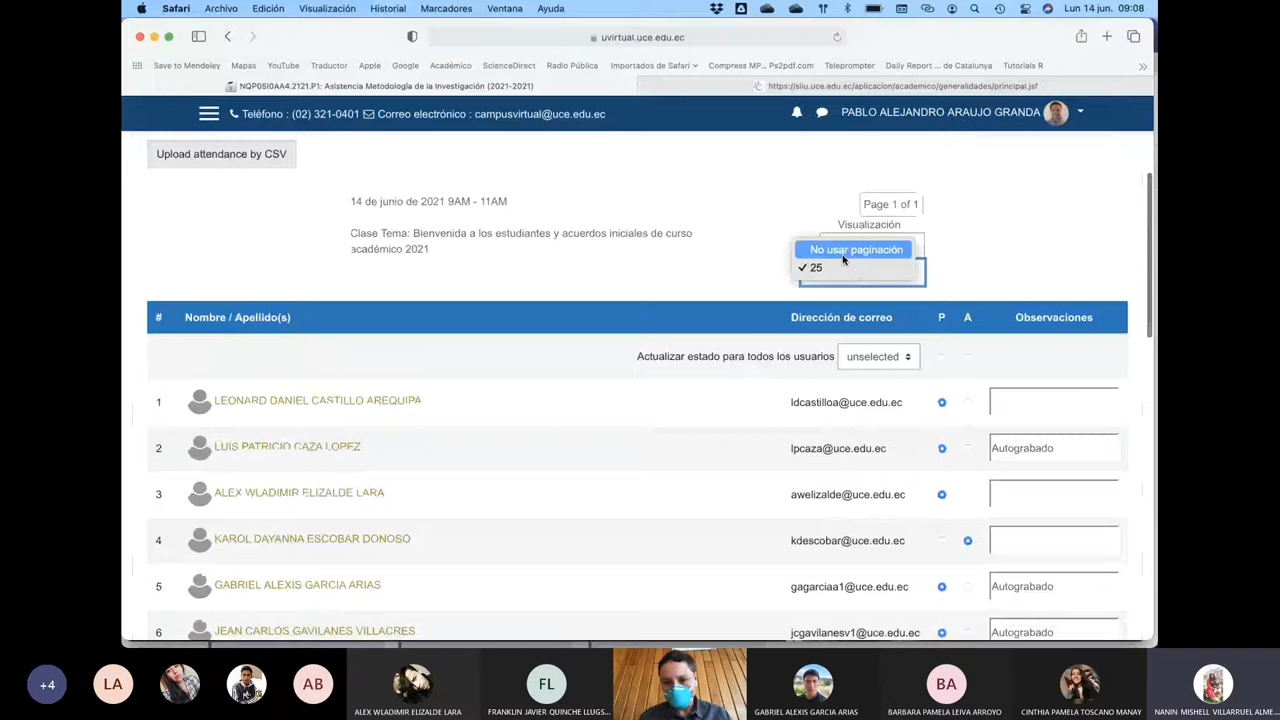 Safari Archivo Edición Visualización Historial Marcadores Ventana Ayuda Lun 14 jun. 09:08
uvirtual.uce.edu.ec
Save to Mendeley Mapas YouTube Traductor Apple Google Académico ScienceDirect Radio Pública Importados de Safari Compress MP... Ps2pdf.com Teleprompter Daily Report ... de Catalunya Tutorials R
NQP05I0AA4.2121.P1: Asistencia Metodología de la Investigación (2021-2021) https://siiu.uce.edu.ec/aplicacion/academico/generalidades/principal.jsf
Teléfono : (02) 321-0401 Correo electrónico : campusvirtual@uce.edu.ec PABLO ALEJANDRO ARAUJO GRANDA
Upload attendance by CSV
14 de junio de 2021 9AM - 11AM Page 1 of 1
Visualización
Clase Tema: Bienvenida a los estudiantes y acuerdos iniciales de curso
académico 2021
No usar paginación
25
# Nombre / Apellido(s) Dirección de correo P A Observaciones
Actualizar estado para todos los usuarios unselected
1 LEONARD DANIEL CASTILLO AREQUIPA ldcastilloa@uce.edu.ec
2 LUIS PATRICIO CAZA LOPEZ lpcaza@uce.edu.ec Autograbado
3 ALEX WLADIMIR ELIZALDE LARA awelizalde@uce.edu.ec
4 KAROL DAYANNA ESCOBAR DONOSO kdescobar@uce.edu.ec
5 GABRIEL ALEXIS GARCIA ARIAS gagarciaa1@uce.edu.ec Autograbado
6 JEAN CARLOS GAVILANES VILLACRES jcgavilanesv1@uce.edu.ec Autograbado
+4 LA AB FL BA
ALEX WLADIMIR ELIZALDE LARA FRANKLIN JAVIER QUINCHE LLUGS... GABRIEL ALEXIS GARCIA ARIAS BARBARA PAMELA LEIVA ARROYO CINTHIA PAMELA TOSCANO MANAY NANIN MISHELL VILLARRUEL ALME...